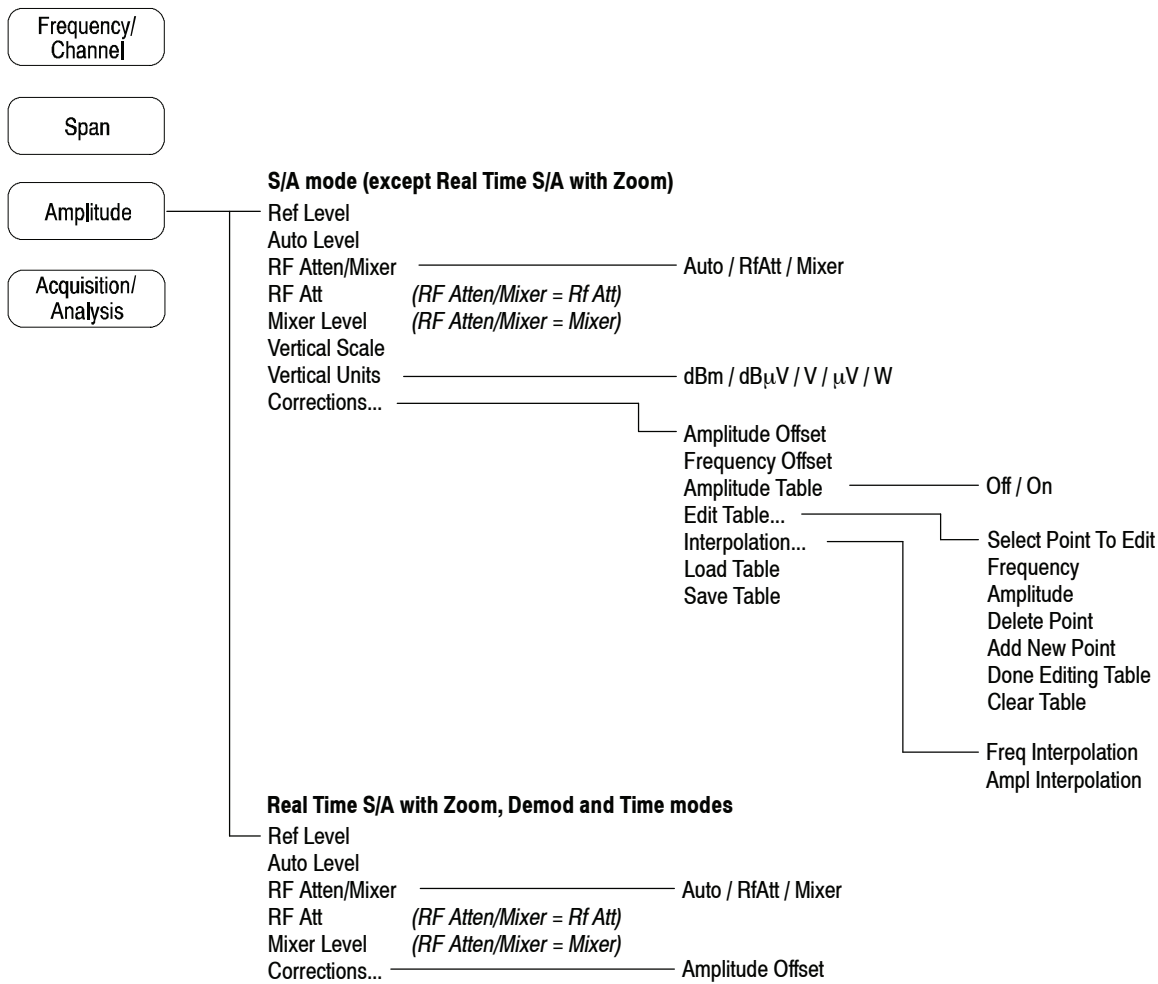 Frequency/
Channel
Span
Amplitude
Acquisition/
Analysis
S/A mode (except Real Time S/A with Zoom)
Ref Level
Auto Level
RF Atten/Mixer Auto / RfAtt / Mixer
RF Att (RF Atten/Mixer = Rf Att)
Mixer Level (RF Atten/Mixer = Mixer)
Vertical Scale
Vertical Units dBm / dBμV / V / μV / W
Corrections...
Amplitude Offset
Frequency Offset
Amplitude Table Off / On
Edit Table...
Interpolation...
Load Table
Save Table
Select Point To Edit
Frequency
Amplitude
Delete Point
Add New Point
Done Editing Table
Clear Table
Freq Interpolation
Ampl Interpolation
Real Time S/A with Zoom, Demod and Time modes
Ref Level
Auto Level
RF Atten/Mixer Auto / RfAtt / Mixer
RF Att (RF Atten/Mixer = Rf Att)
Mixer Level (RF Atten/Mixer = Mixer)
Corrections... Amplitude Offset